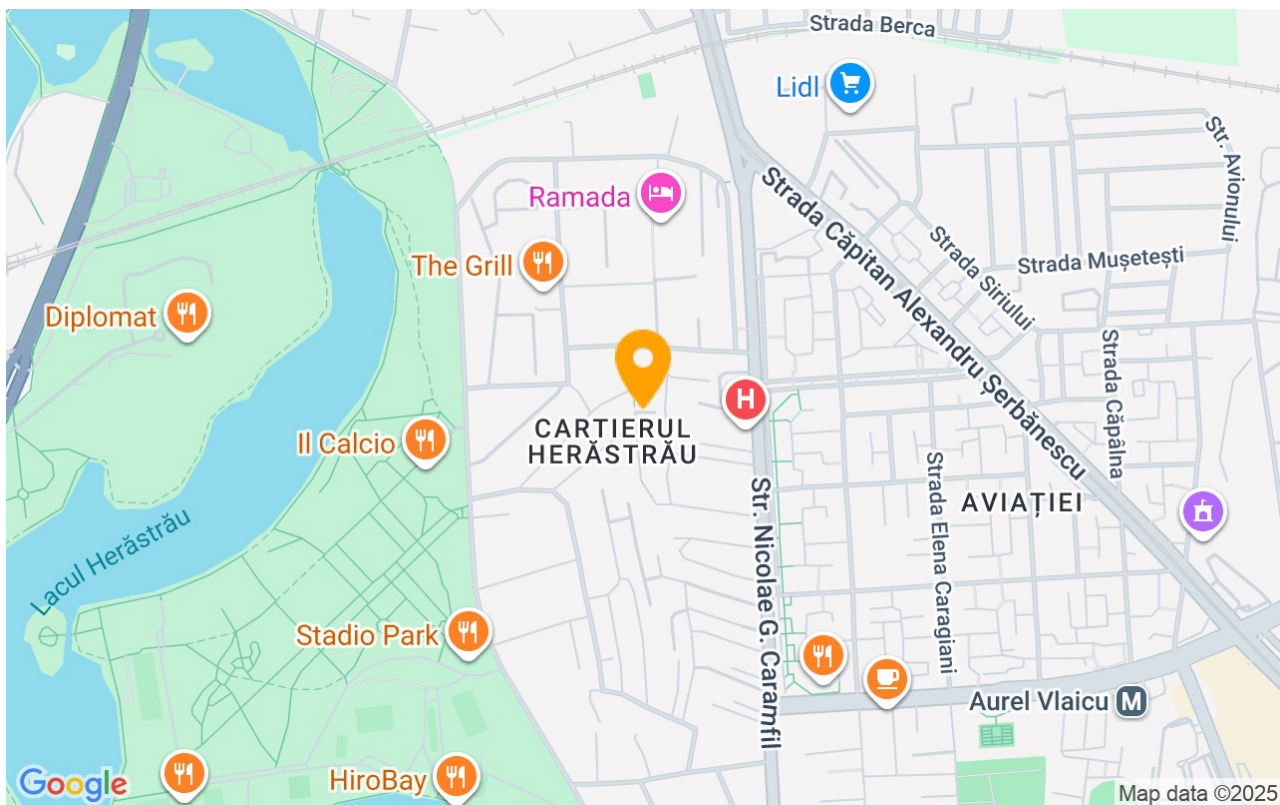 Strada Berca
Lidl
Str. Avionului
Ramada
Strada Căpitan Alexandru Șerbănescu
Strada Siriului
Strada Mușetești
The Grill
Diplomat
Strada Căpâlna
H
CARTIERUL
HERĂSTRĂU
Il Calcio
Strada Elena Caragiani
AVIAȚIEI
Str. Nicolae G. Caramfil
Lacul Herăstrău
Stadio Park
Aurel Vlaicu M
HiroBay
Google
Map data ©2025